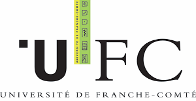 UFC
UNIVERSITÉ DE FRANCHE-COMTÉ